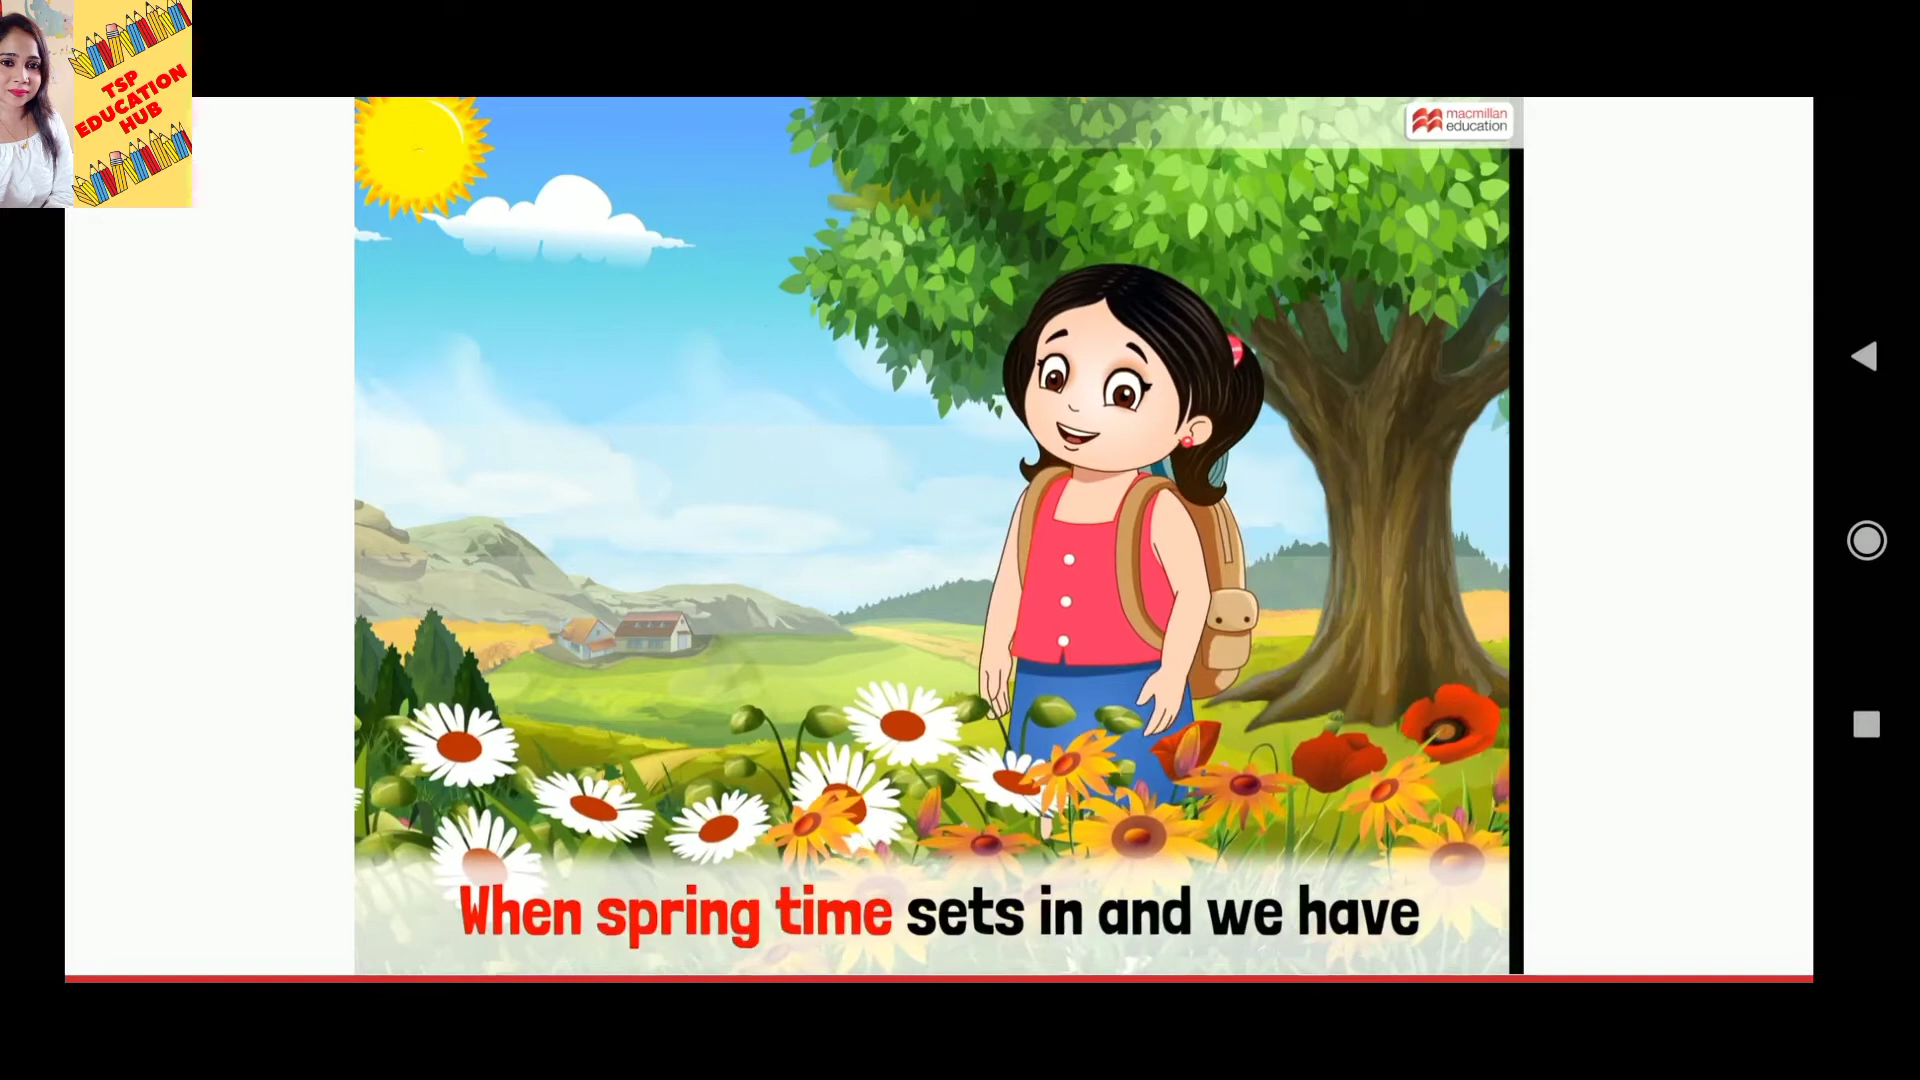 TSP
EDUCATION
HUB
macmillan
education
When spring time sets in and we have